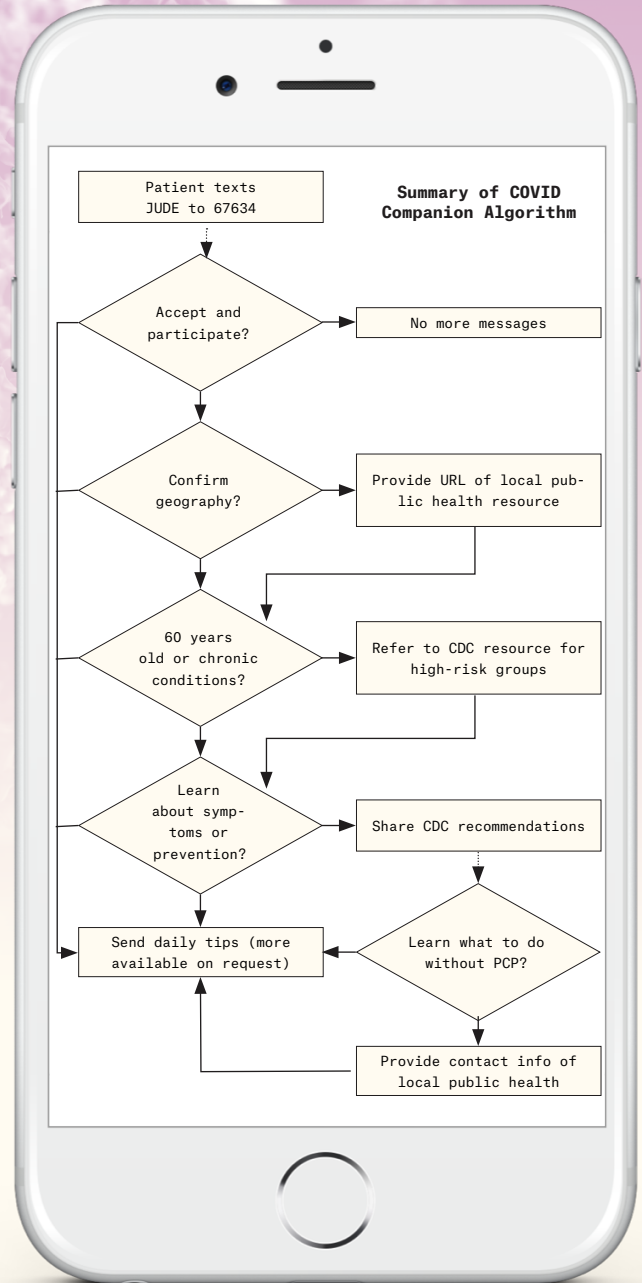 Patient texts
JUDE to 67634
Summary of COVID
Companion Algorithm
Accept and
participate?
No more messages
Confirm
geography?
Provide URL of local pub-
lic health resource
60 years
old or chronic
conditions?
Refer to CDC resource for
high-risk groups
Learn
about symp-
toms or
prevention?
Share CDC recommendations
Send daily tips (more
available on request)
Learn what to do
without PCP?
Provide contact info of
local public health